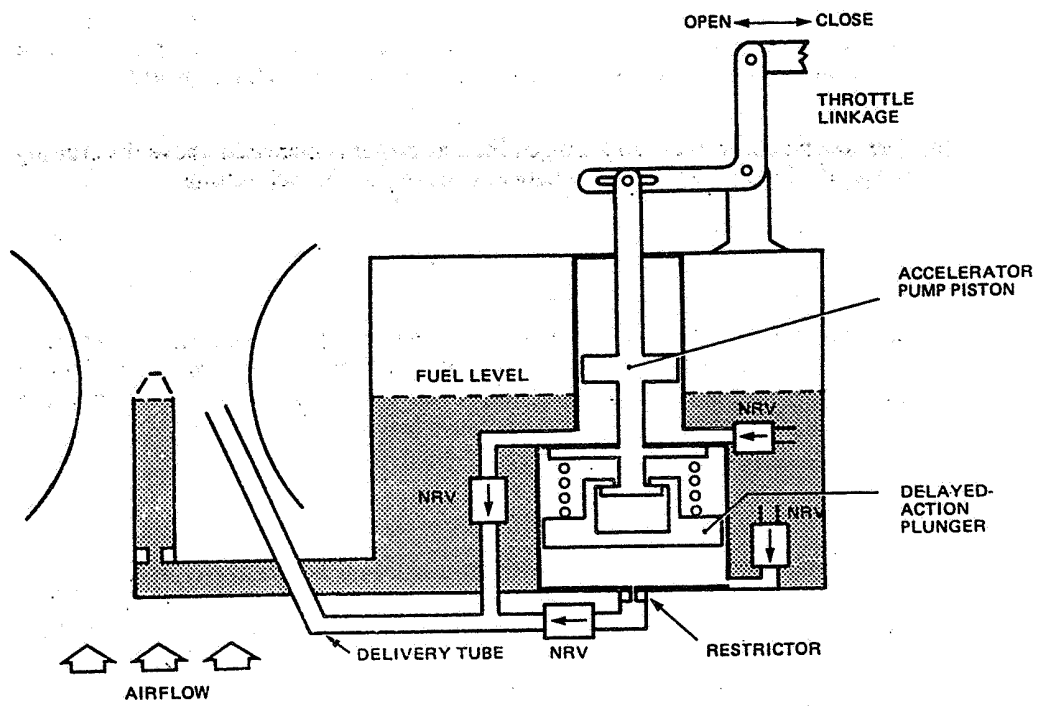 OPEN CLOSE
THROTTLE
LINKAGE
ACCELERATOR
PUMP PISTON
FUEL LEVEL
NRV
NRV
DELAYED-
ACTION
PLUNGER
NRV
RESTRICTOR
DELIVERY TUBE
NRV
AIRFLOW